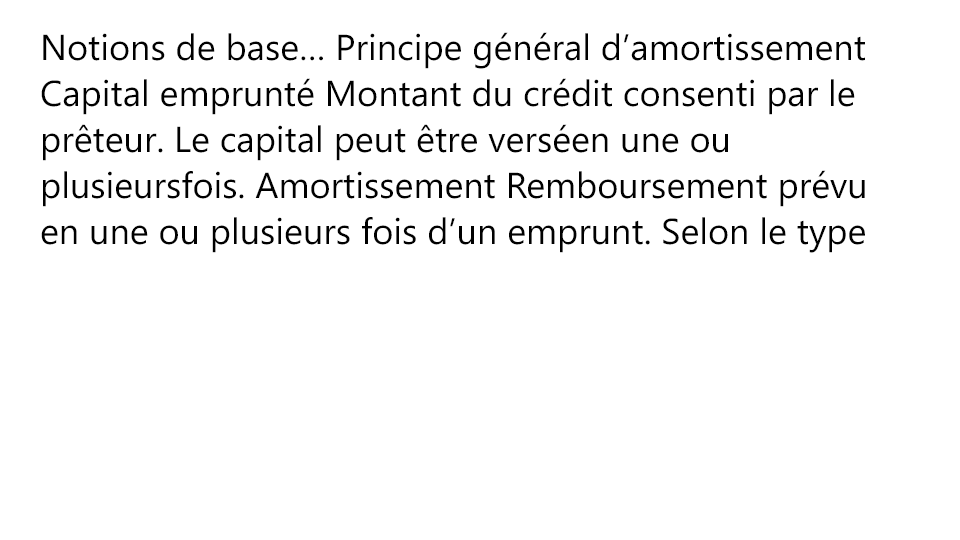 Notions de base... Principe général d’amortissement
Capital emprunté Montant du crédit consenti par le
prêteur. Le capital peut être verséen une ou
plusieursfois. Amortissement Remboursement prévu
en une ou plusieurs fois d’un emprunt. Selon le type